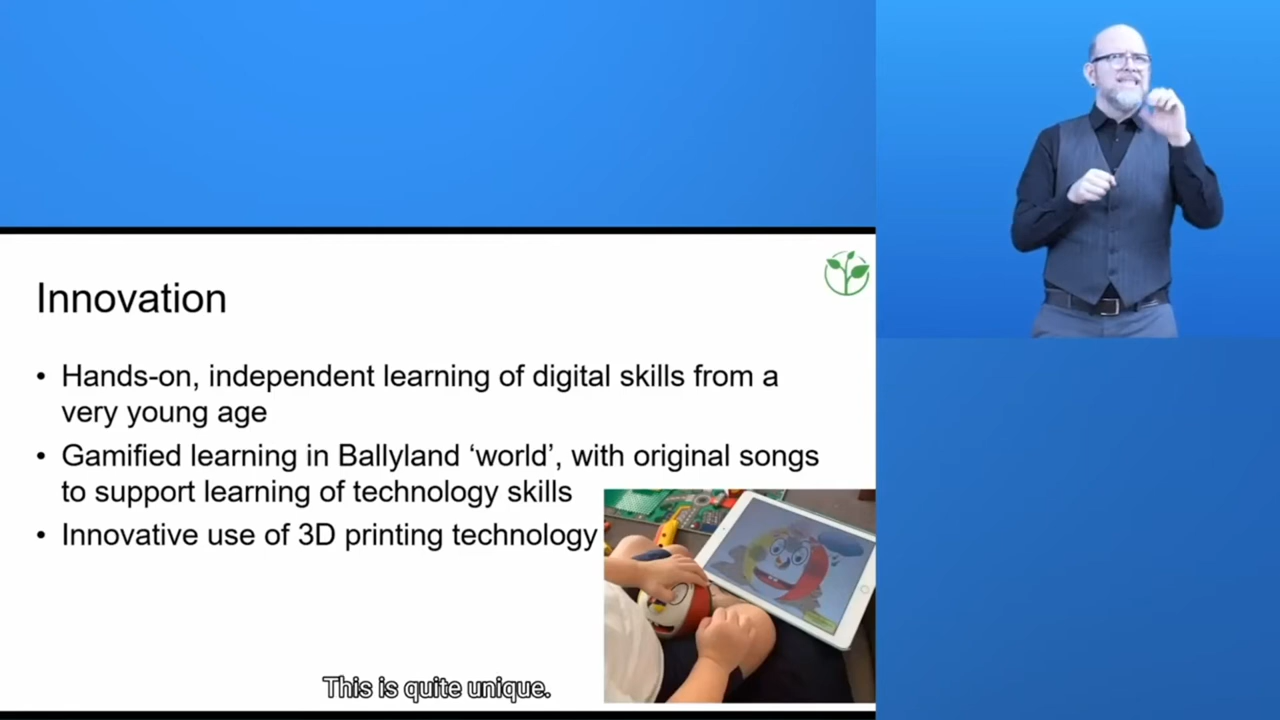 Innovation
• Hands-on, independent learning of digital skills from a
very young age
• Gamified learning in Ballyland ‘world’, with original songs
to support learning of technology skills
• Innovative use of 3D printing technology
This is quite unique.